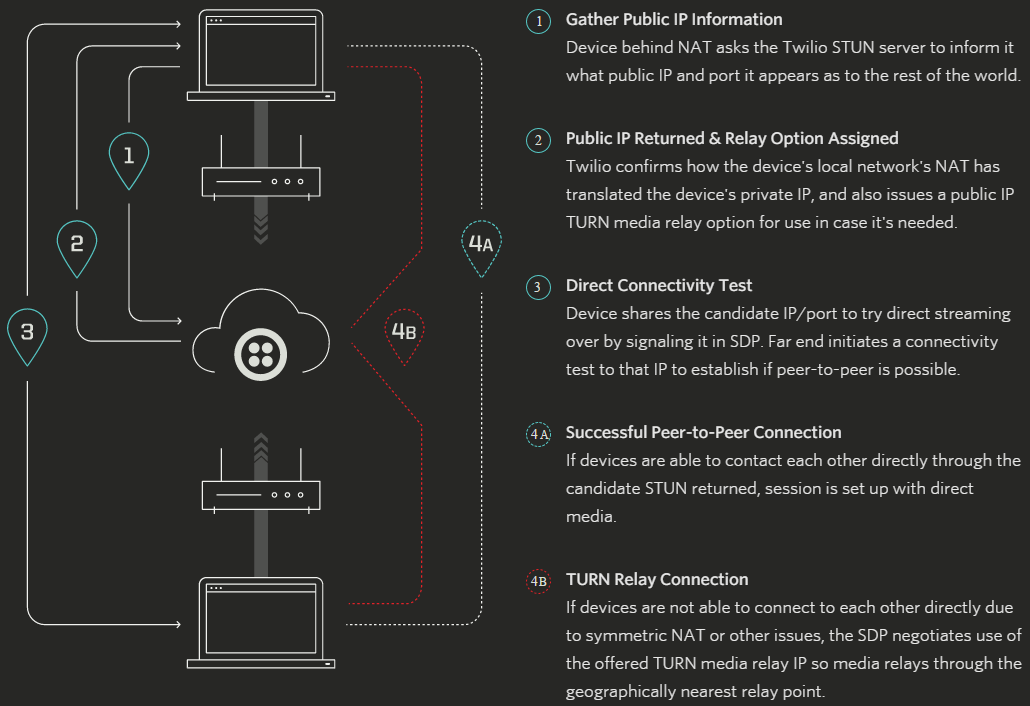 1
2
3
4A
4B
1 Gather Public IP Information
Device behind NAT asks the Twilio STUN server to inform it
what public IP and port it appears as to the rest of the world.
2 Public IP Returned & Relay Option Assigned
Twilio confirms how the device's local network's NAT has
translated the device's private IP, and also issues a public IP
TURN media relay option for use in case it's needed.
3 Direct Connectivity Test
Device shares the candidate IP/port to try direct streaming
over by signaling it in SDP. Far end initiates a connectivity
test to that IP to establish if peer-to-peer is possible.
4A Successful Peer-to-Peer Connection
If devices are able to contact each other directly through the
candidate STUN returned, session is set up with direct
media.
4B TURN Relay Connection
If devices are not able to connect to each other directly due
to symmetric NAT or other issues, the SDP negotiates use of
the offered TURN media relay IP so media relays through the
geographically nearest relay point.